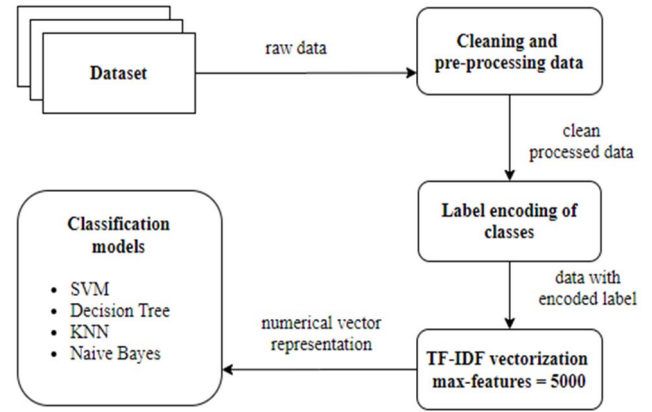 Dataset
raw data
Cleaning and
pre-processing data
clean
processed data
Label encoding of
classes
data with
encoded label
TF-IDF vectorization
max-features = 5000
numerical vector
representation
Classification
models
• SVM
• Decision Tree
• KNN
• Naive Bayes